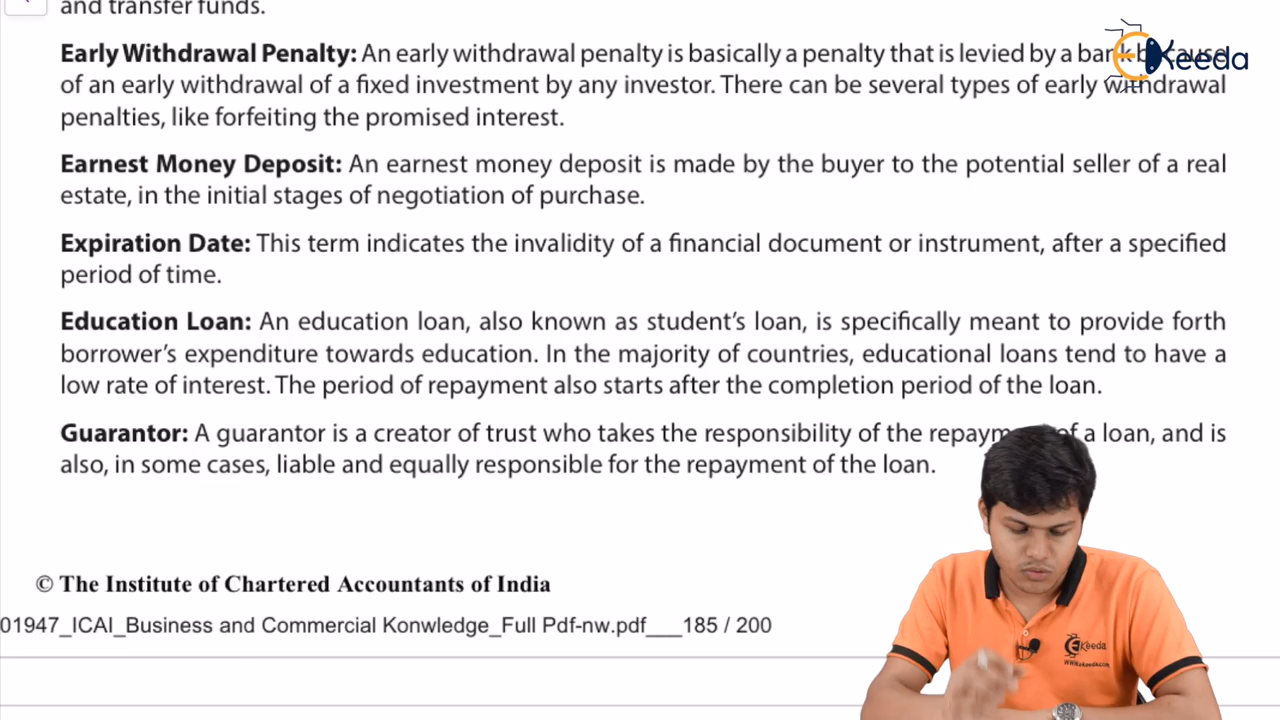 and transfer funds.
Early Withdrawal Penalty: An early withdrawal penalty is basically a penalty that is levied by a bank because
of an early withdrawal of a fixed investment by any investor. There can be several types of early withdrawal
penalties, like forfeiting the promised interest.
Earnest Money Deposit: An earnest money deposit is made by the buyer to the potential seller of a real
estate, in the initial stages of negotiation of purchase.
Expiration Date: This term indicates the invalidity of a financial document or instrument, after a specified
period of time.
Education Loan: An education loan, also known as student's loan, is specifically meant to provide forth
borrower's expenditure towards education. In the majority of countries, educational loans tend to have a
low rate of interest. The period of repayment also starts after the completion period of the loan.
Guarantor: A guarantor is a creator of trust who takes the responsibility of the repayment of a loan, and is
also, in some cases, liable and equally responsible for the repayment of the loan.
© The Institute of Chartered Accountants of India
01947_ICAI_Business and Commercial Konwledge_Full Pdf-nw.pdf___185 / 200
Ekeeda
Ekeeda
www.ekeeda.com